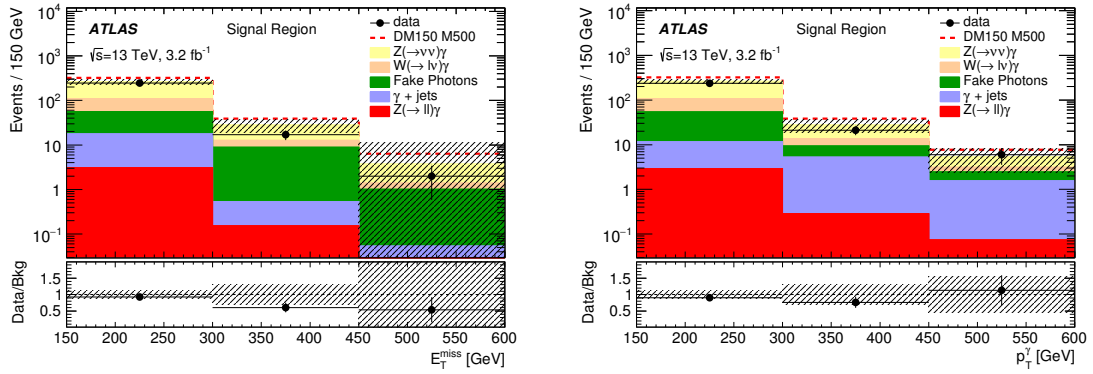 ATLAS
Signal Region
√s=13 TeV, 3.2 fb⁻¹
data
DM150 M500
Z(→νν)γ
W(→ lν)γ
Fake Photons
γ + jets
Z(→ ll)γ
Events / 150 GeV
10⁴
10³
10²
10
1
10⁻¹
Data/Bkg
1.5
1
0.5
150 200 250 300 350 400 450 500 550 600
E_T^miss [GeV]
ATLAS
Signal Region
√s=13 TeV, 3.2 fb⁻¹
data
DM150 M500
Z(→νν)γ
W(→ lν)γ
Fake Photons
γ + jets
Z(→ ll)γ
Events / 150 GeV
10⁴
10³
10²
10
1
10⁻¹
Data/Bkg
1.5
1
0.5
150 200 250 300 350 400 450 500 550 600
p_T^γ [GeV]